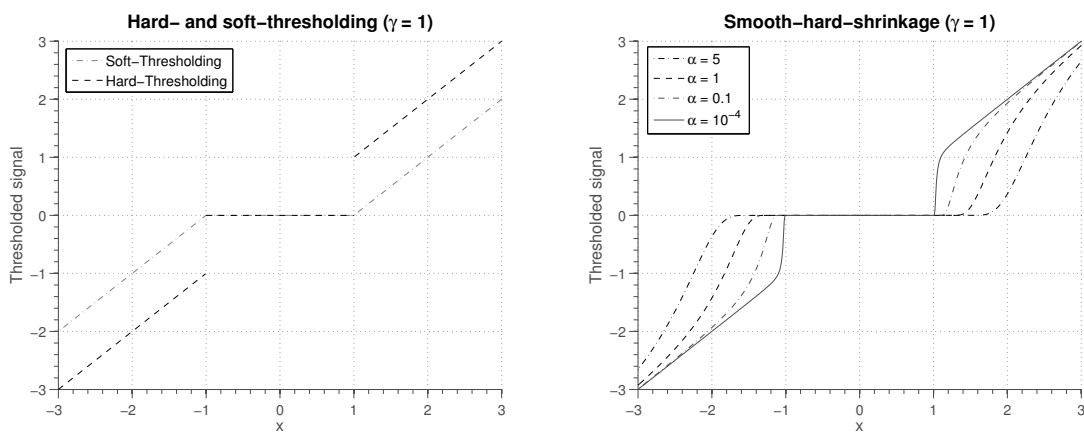 Hard- and soft-thresholding (γ = 1)
Soft-Thresholding
Hard-Thresholding
3
2
1
0
−1
−2
−3
Thresholded signal
−3
−2
−1
0
1
2
3
x
Smooth-hard-shrinkage (γ = 1)
α = 5
α = 1
α = 0.1
α = 10⁻⁴
3
2
1
0
−1
−2
−3
Thresholded signal
−3
−2
−1
0
1
2
3
x